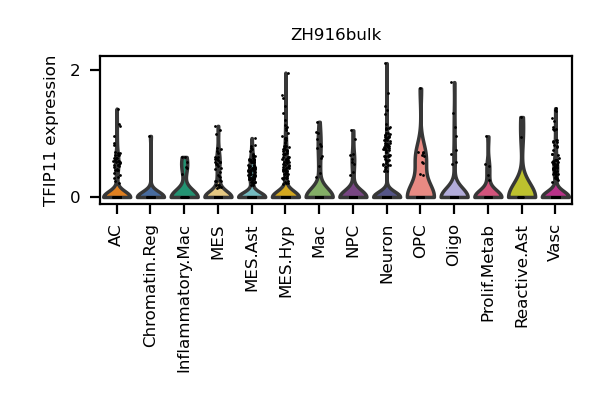 ZH916bulk
TFIP11 expression
2
0
AC
Chromatin.Reg
Inflammatory.Mac
MES
MES.Ast
MES.Hyp
Mac
NPC
Neuron
OPC
Oligo
Prolif.Metab
Reactive.Ast
Vasc